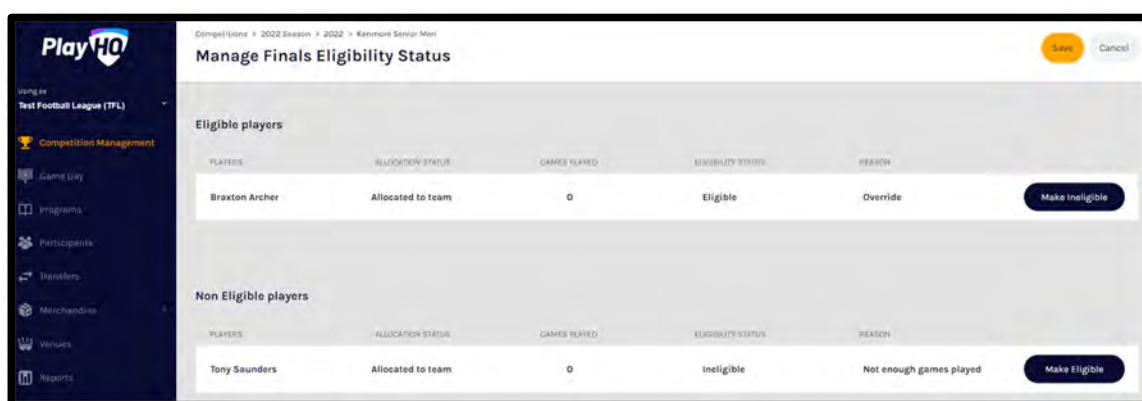 PlayHQ
Using as
Test Football League (TFL)
Competition Management
Game Day
Programs
Participants
Transfers
Merchandise
Venues
Reports
Competitions > 2022 Season > 2022 > Kenmore Senior Men
Manage Finals Eligibility Status
Save
Cancel
Eligible players
PLAYERS ALLOCATION STATUS GAMES PLAYED ELIGIBILITY STATUS REASON
Braxton Archer Allocated to team 0 Eligible Override Make Ineligible
Non Eligible players
PLAYERS ALLOCATION STATUS GAMES PLAYED ELIGIBILITY STATUS REASON
Tony Saunders Allocated to team 0 Ineligible Not enough games played Make Eligible